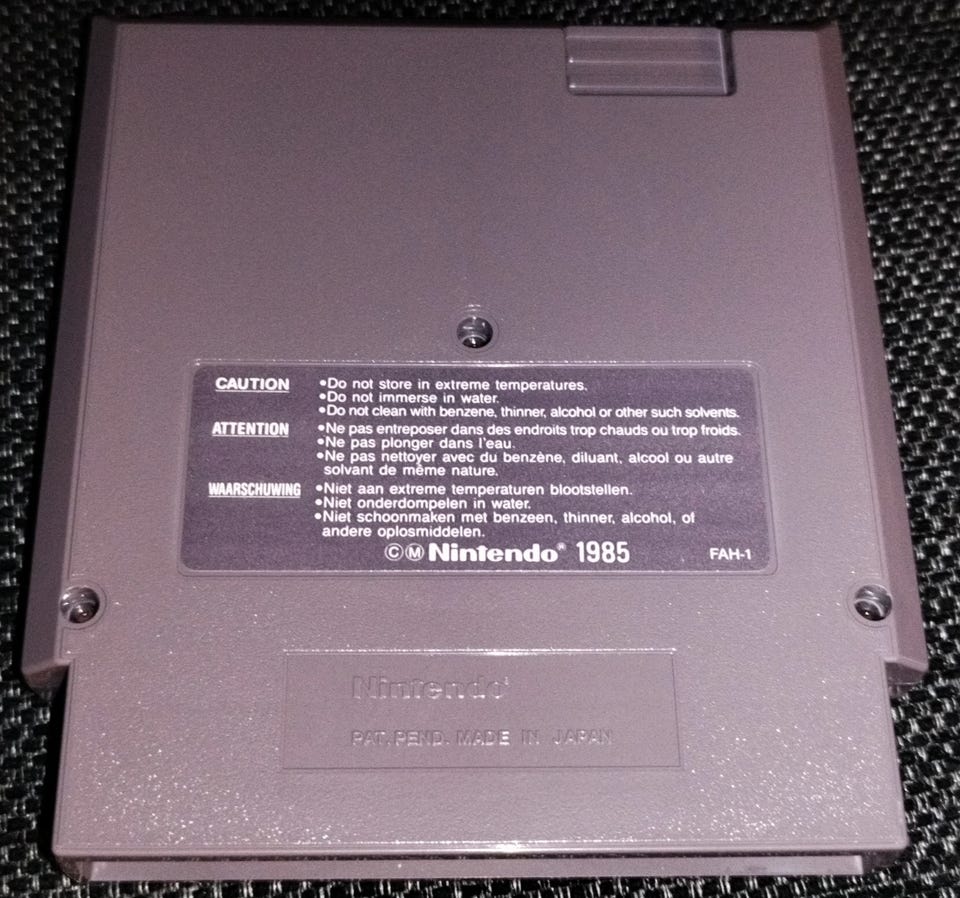 CAUTION •Do not store in extreme temperatures.
•Do not immerse in water.
•Do not clean with benzene, thinner, alcohol or other such solvents.
ATTENTION •Ne pas entreposer dans des endroits trop chauds ou trop froids.
•Ne pas plonger dans l'eau.
•Ne pas nettoyer avec du benzène, diluant, alcool ou autre
solvant de même nature.
WAARSCHUWING •Niet aan extreme temperaturen blootstellen.
•Niet onderdompelen in water.
•Niet schoonmaken met benzeen, thinner, alcohol, of
andere oplosmiddelen.
©Ⓜ Nintendo® 1985 FAH-1
Nintendo®
PAT. PEND. MADE IN JAPAN